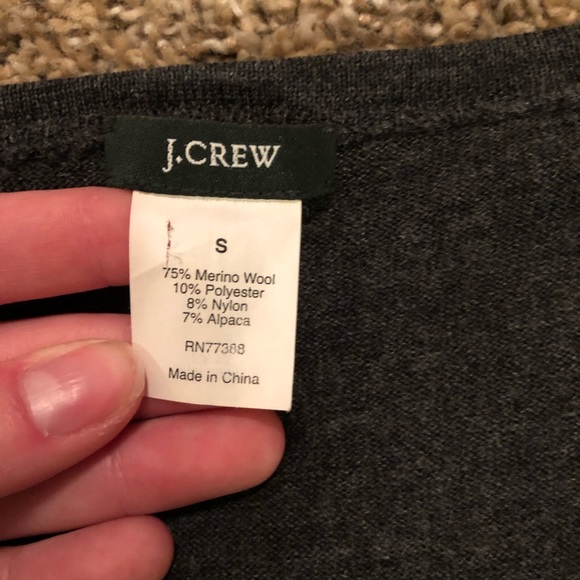 J.CREW
S
75% Merino Wool
10% Polyester
8% Nylon
7% Alpaca
RN77388
Made in China